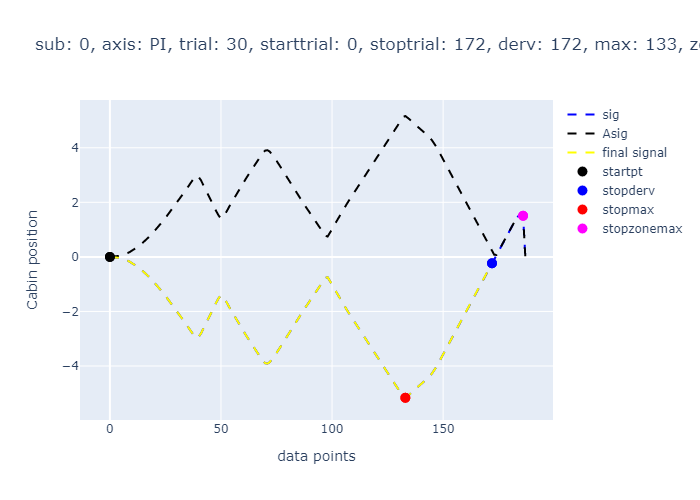 sub: 0, axis: PI, trial: 30, starttrial: 0, stoptrial: 172, derv: 172, max: 133, z
sig
Asig
final signal
startpt
stopderv
stopmax
stopzonemax
4
2
0
−2
−4
Cabin position
0
50
100
150
data points